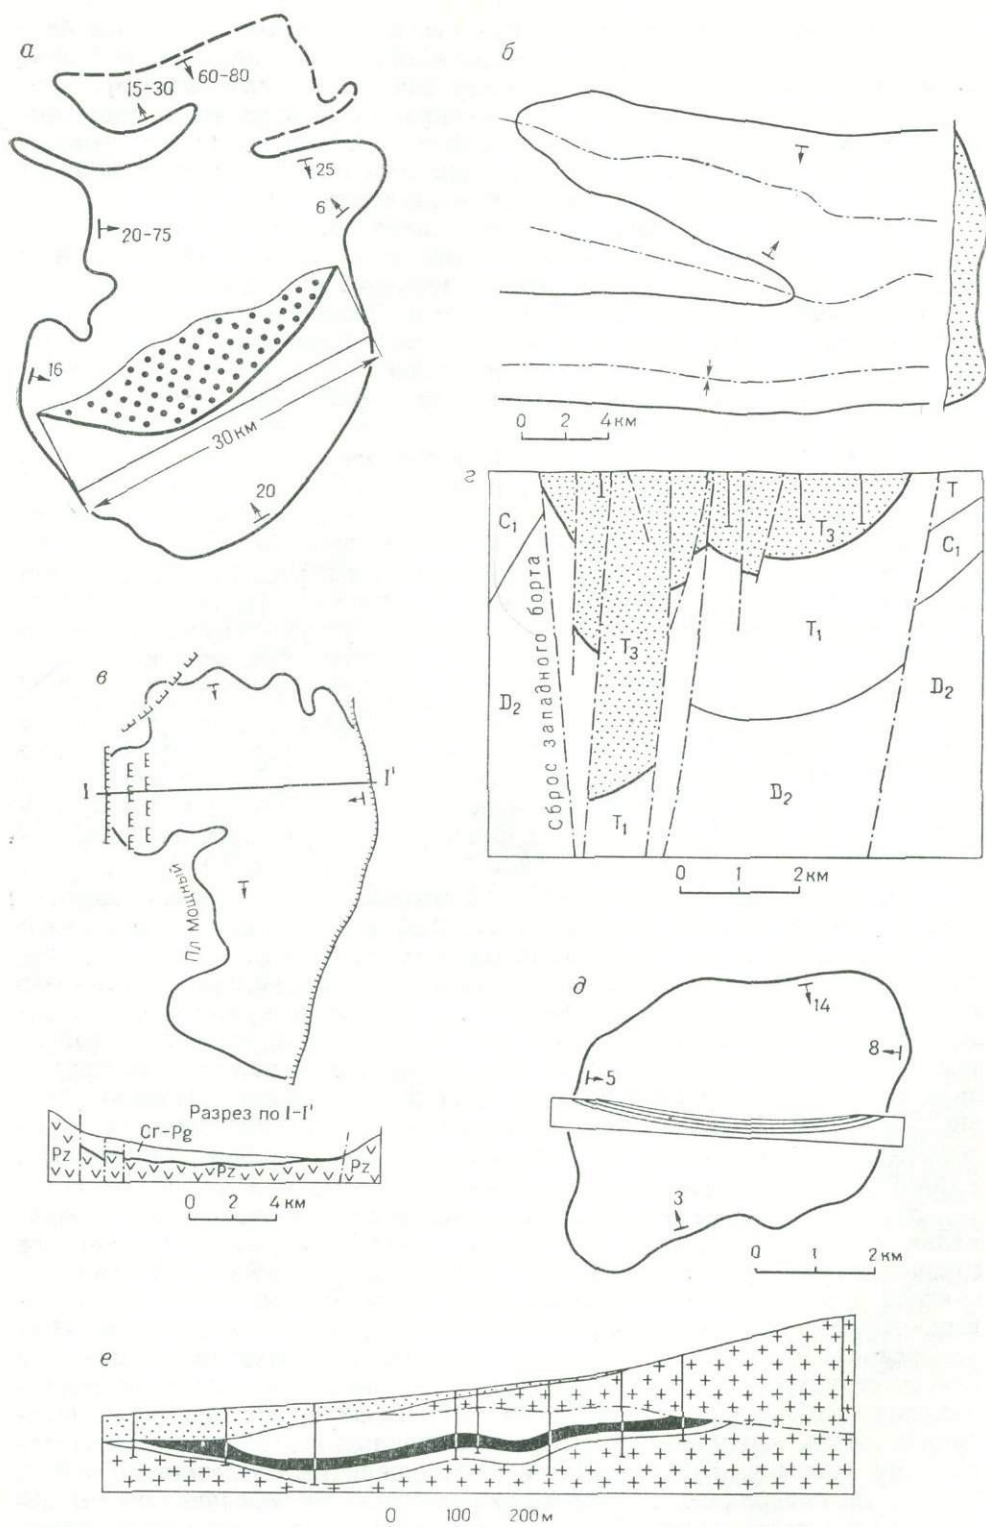 а
60-80
15-30
25
6
20-75
16
30 км
20
б
0 2 4 км
г
C₁
T
T₃
C₁
Сброс западного борта
T₃
T₁
D₂
D₂
D₂
T₁
0 1 2 км
в
I I'
Е Е
Е Е
Е Е
Е Е
Пл Мощный
Разрез по I-I'
Cr-Pg
Pz Pz Pz
0 2 4 км
д
14
8
5
3
0 1 2 км
е
0 100 200 м